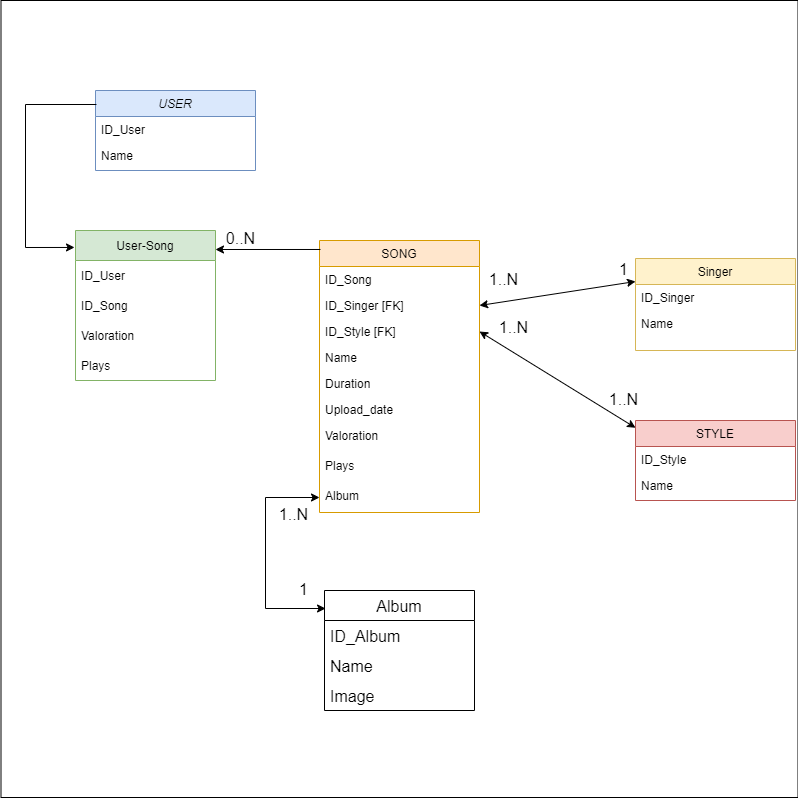 USER
ID_User
Name
User-Song
ID_User
ID_Song
Valoration
Plays
0..N
SONG
ID_Song
ID_Singer [FK]
ID_Style [FK]
Name
Duration
Upload_date
Valoration
Plays
Album
1..N
1
Singer
ID_Singer
Name
1..N
1..N
STYLE
ID_Style
Name
1..N
1
Album
ID_Album
Name
Image